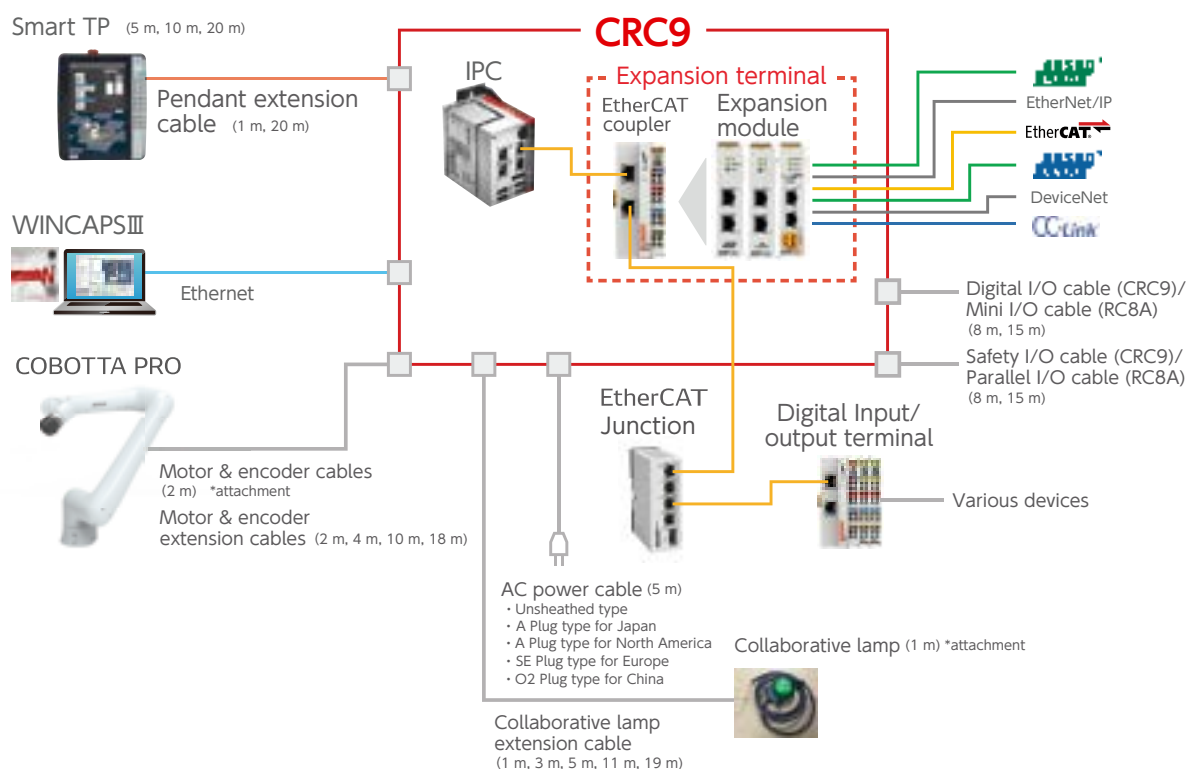 Smart TP (5 m, 10 m, 20 m)
CRC9
IPC
Expansion terminal
Pendant extension
cable (1 m, 20 m)
EtherCAT
coupler
Expansion
module
EtherNet/IP
EtherCAT
DeviceNet
CC-Link
WINCAPSⅢ
Ethernet
Digital I/O cable (CRC9)/
Mini I/O cable (RC8A)
(8 m, 15 m)
Safety I/O cable (CRC9)/
Parallel I/O cable (RC8A)
(8 m, 15 m)
COBOTTA PRO
EtherCAT
Junction
Digital Input/
output terminal
Motor & encoder cables
(2 m) *attachment
Motor & encoder
extension cables (2 m, 4 m, 10 m, 18 m)
Various devices
AC power cable (5 m)
・Unsheathed type
・A Plug type for Japan
・A Plug type for North America
・SE Plug type for Europe
・O2 Plug type for China
Collaborative lamp (1 m) *attachment
Collaborative lamp
extension cable
(1 m, 3 m, 5 m, 11 m, 19 m)